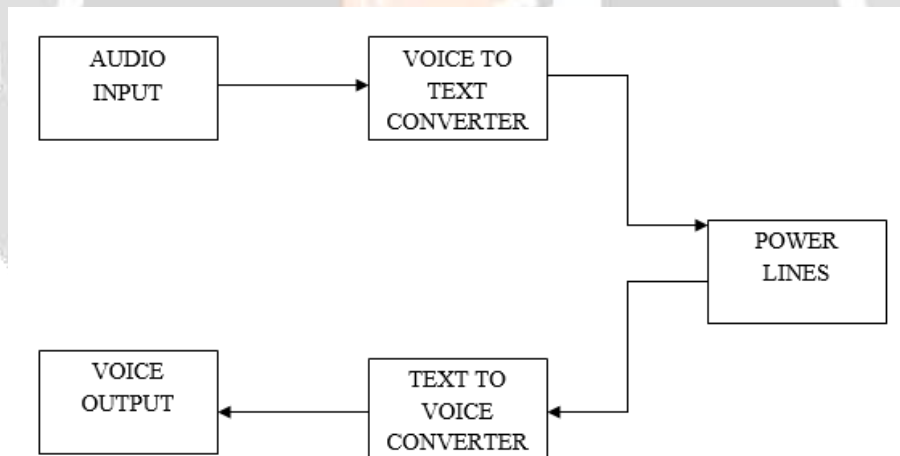 AUDIO
INPUT
VOICE TO
TEXT
CONVERTER
POWER
LINES
TEXT TO
VOICE
CONVERTER
VOICE
OUTPUT